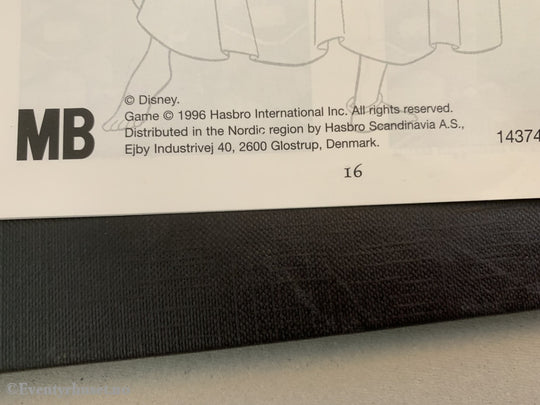 © Disney.
Game © 1996 Hasbro International Inc. All rights reserved.
Distributed in the Nordic region by Hasbro Scandinavia A.S.,
Ejby Industrivej 40, 2600 Glostrup, Denmark.
MB
14374
16